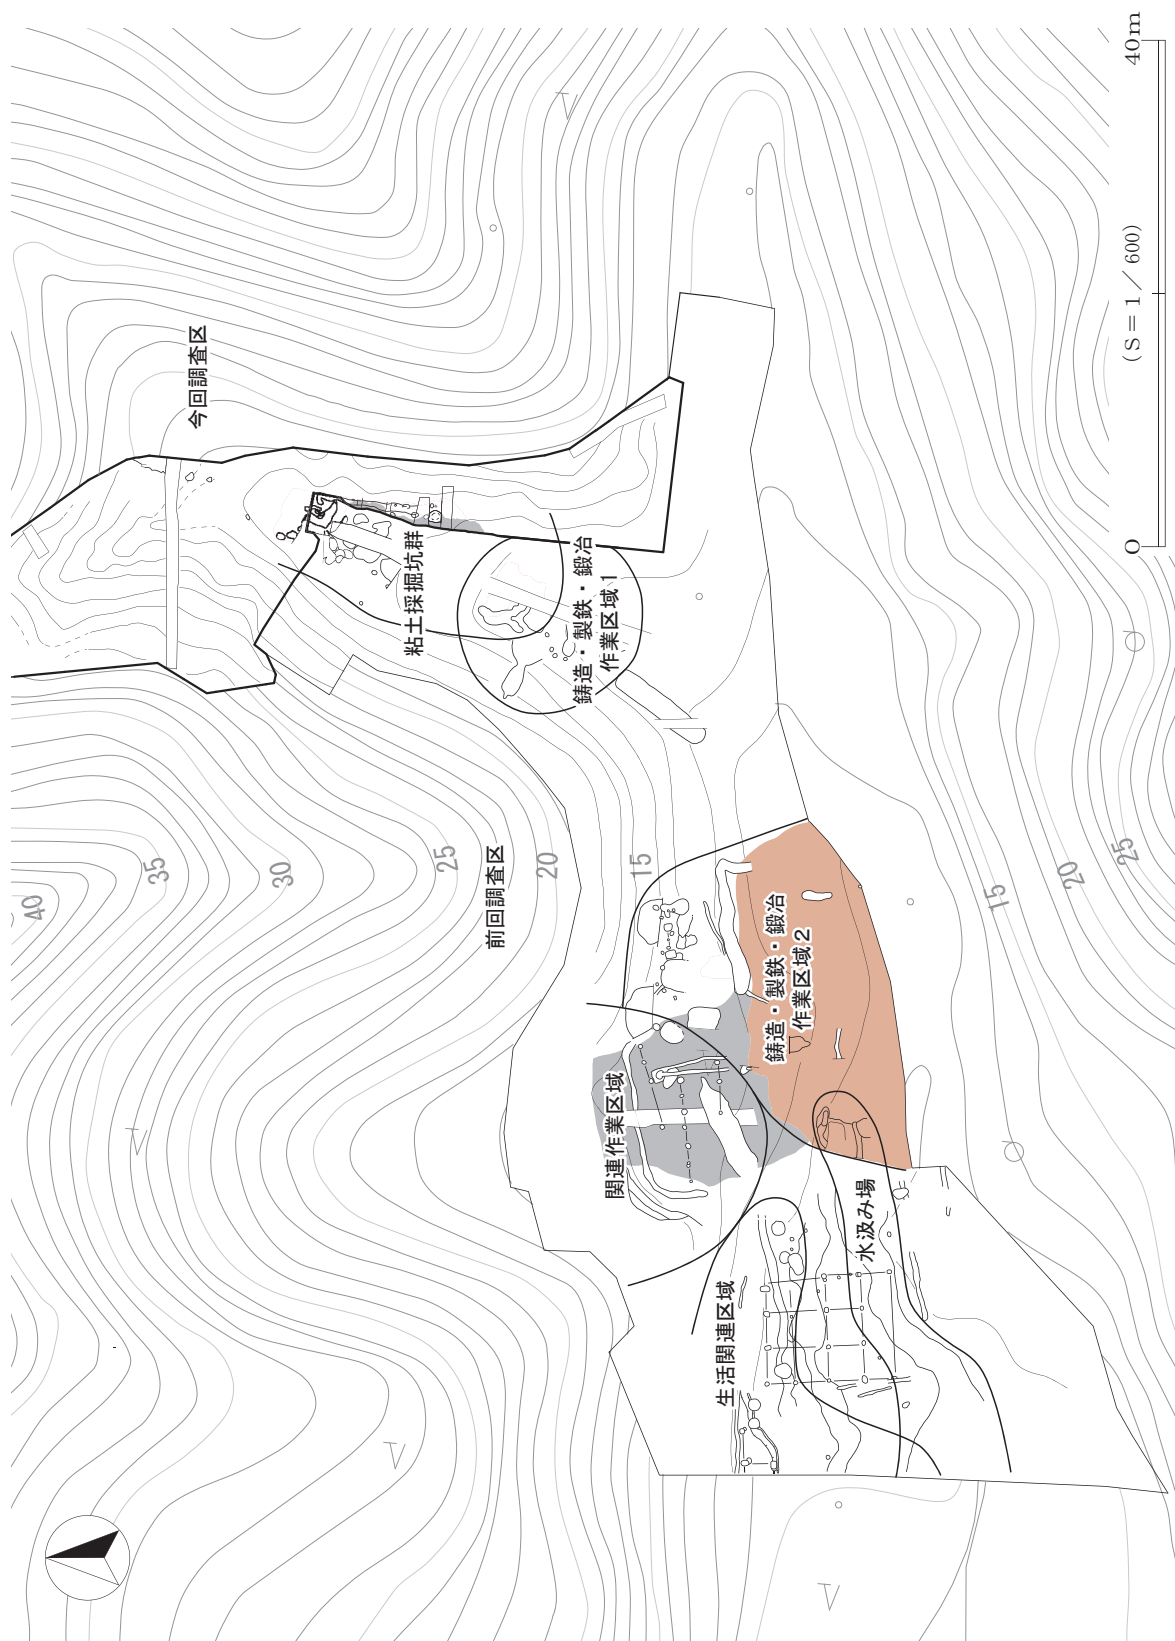 今回調査区
粘土採掘坑群
鋳造・製鉄・鍛冶
作業区域1
前回調査区
鋳造・製鉄・鍛冶
作業区域2
関連作業区域
水汲み場
生活関連区域
40
35
30
25
20
15
15
20
25
0
(S=1/600)
40m